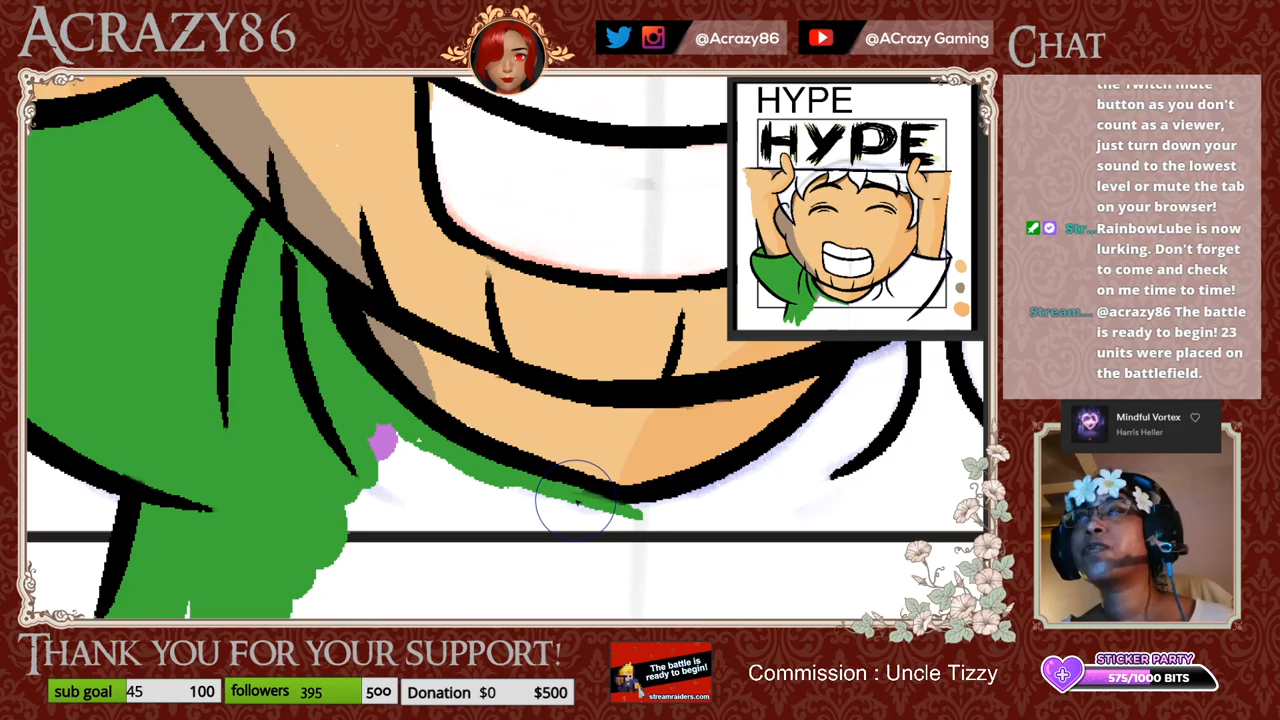 ACRAZY86
@Acrazy86
@ACrazy Gaming
CHAT
HYPE
HYPE
the Twitch mute
button as you don't
count as a viewer,
just turn down your
sound to the lowest
level or mute the tab
on your browser!
Str... RainbowLube is now
lurking. Don't forget
to come and check
on me time to time!
Stream... @acrazy86 The battle
is ready to begin! 23
units were placed on
the battlefield.
Mindful Vortex
Harris Heller
THANK YOU FOR YOUR SUPPORT!
sub goal 45 100
followers 395 500
Donation $0 $500
The battle is
ready to begin!
streamraiders.com
Commission : Uncle Tizzy
STICKER PARTY
575/1000 BITS